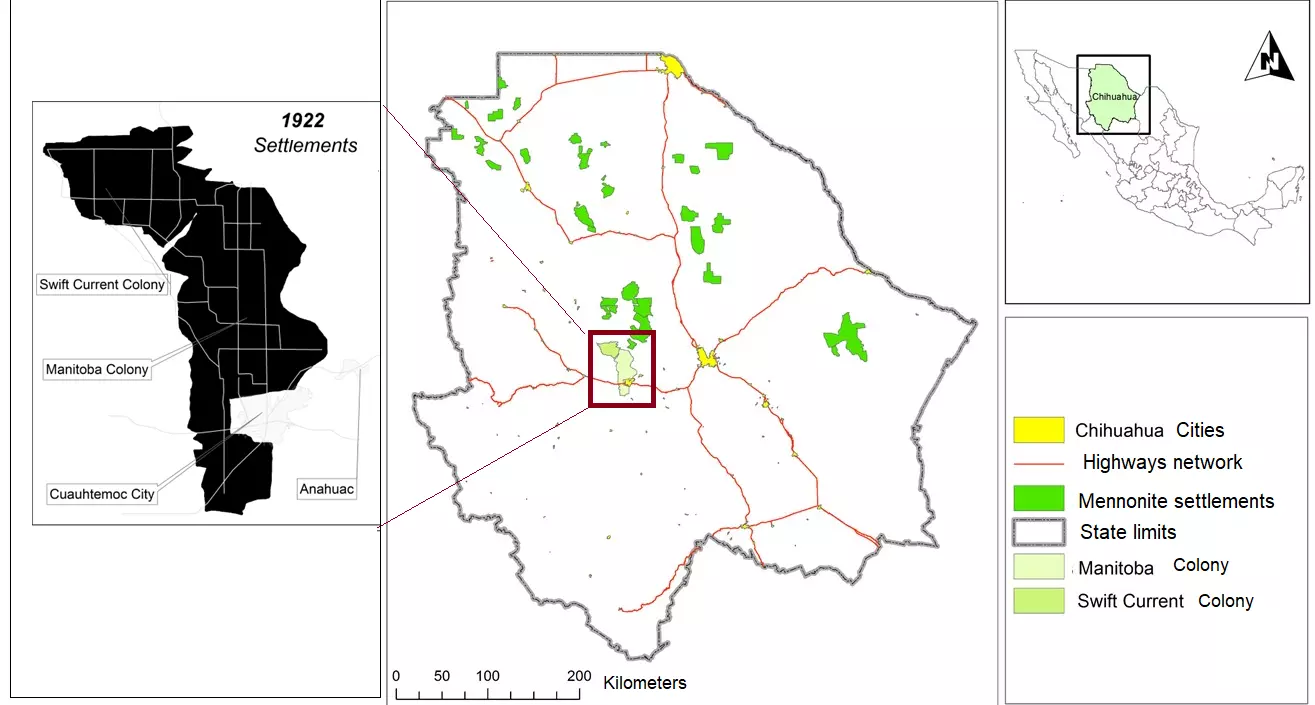 1922
Settlements
Swift Current Colony
Manitoba Colony
Cuauhtemoc City
Anahuac
0 50 100 200
Kilometers
N
Chihuahua
Chihuahua Cities
Highways network
Mennonite settlements
State limits
Manitoba Colony
Swift Current Colony